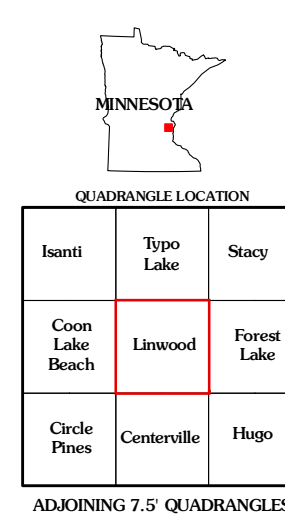 MINNESOTA
QUADRANGLE LOCATION
Isanti
Typo
Lake
Stacy
Coon
Lake
Beach
Linwood
Forest
Lake
Circle
Pines
Centerville
Hugo
ADJOINING 7.5' QUADRANGLES